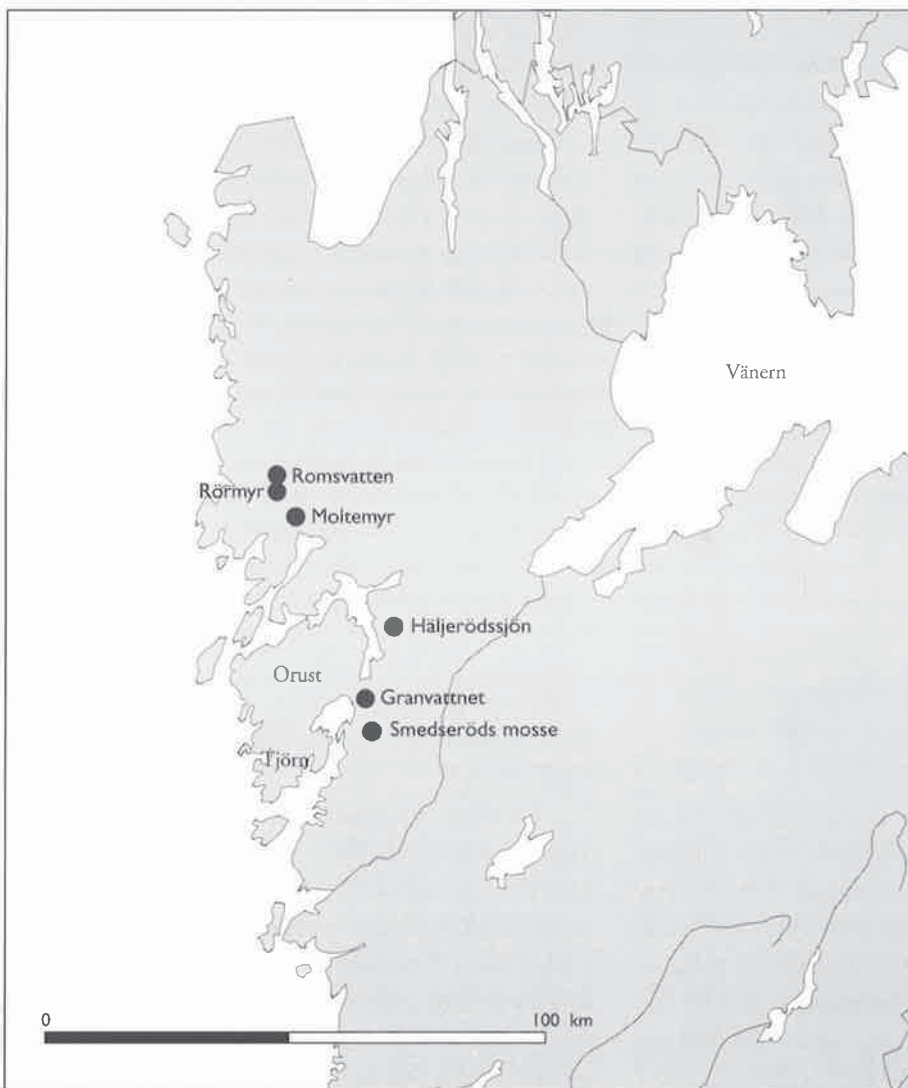 Vänern
Romsvatten
Rörmyr
Moltemyr
Häljerödssjön
Orust
Granvattnet
Smedseröds mosse
Tjörn
0 100 km